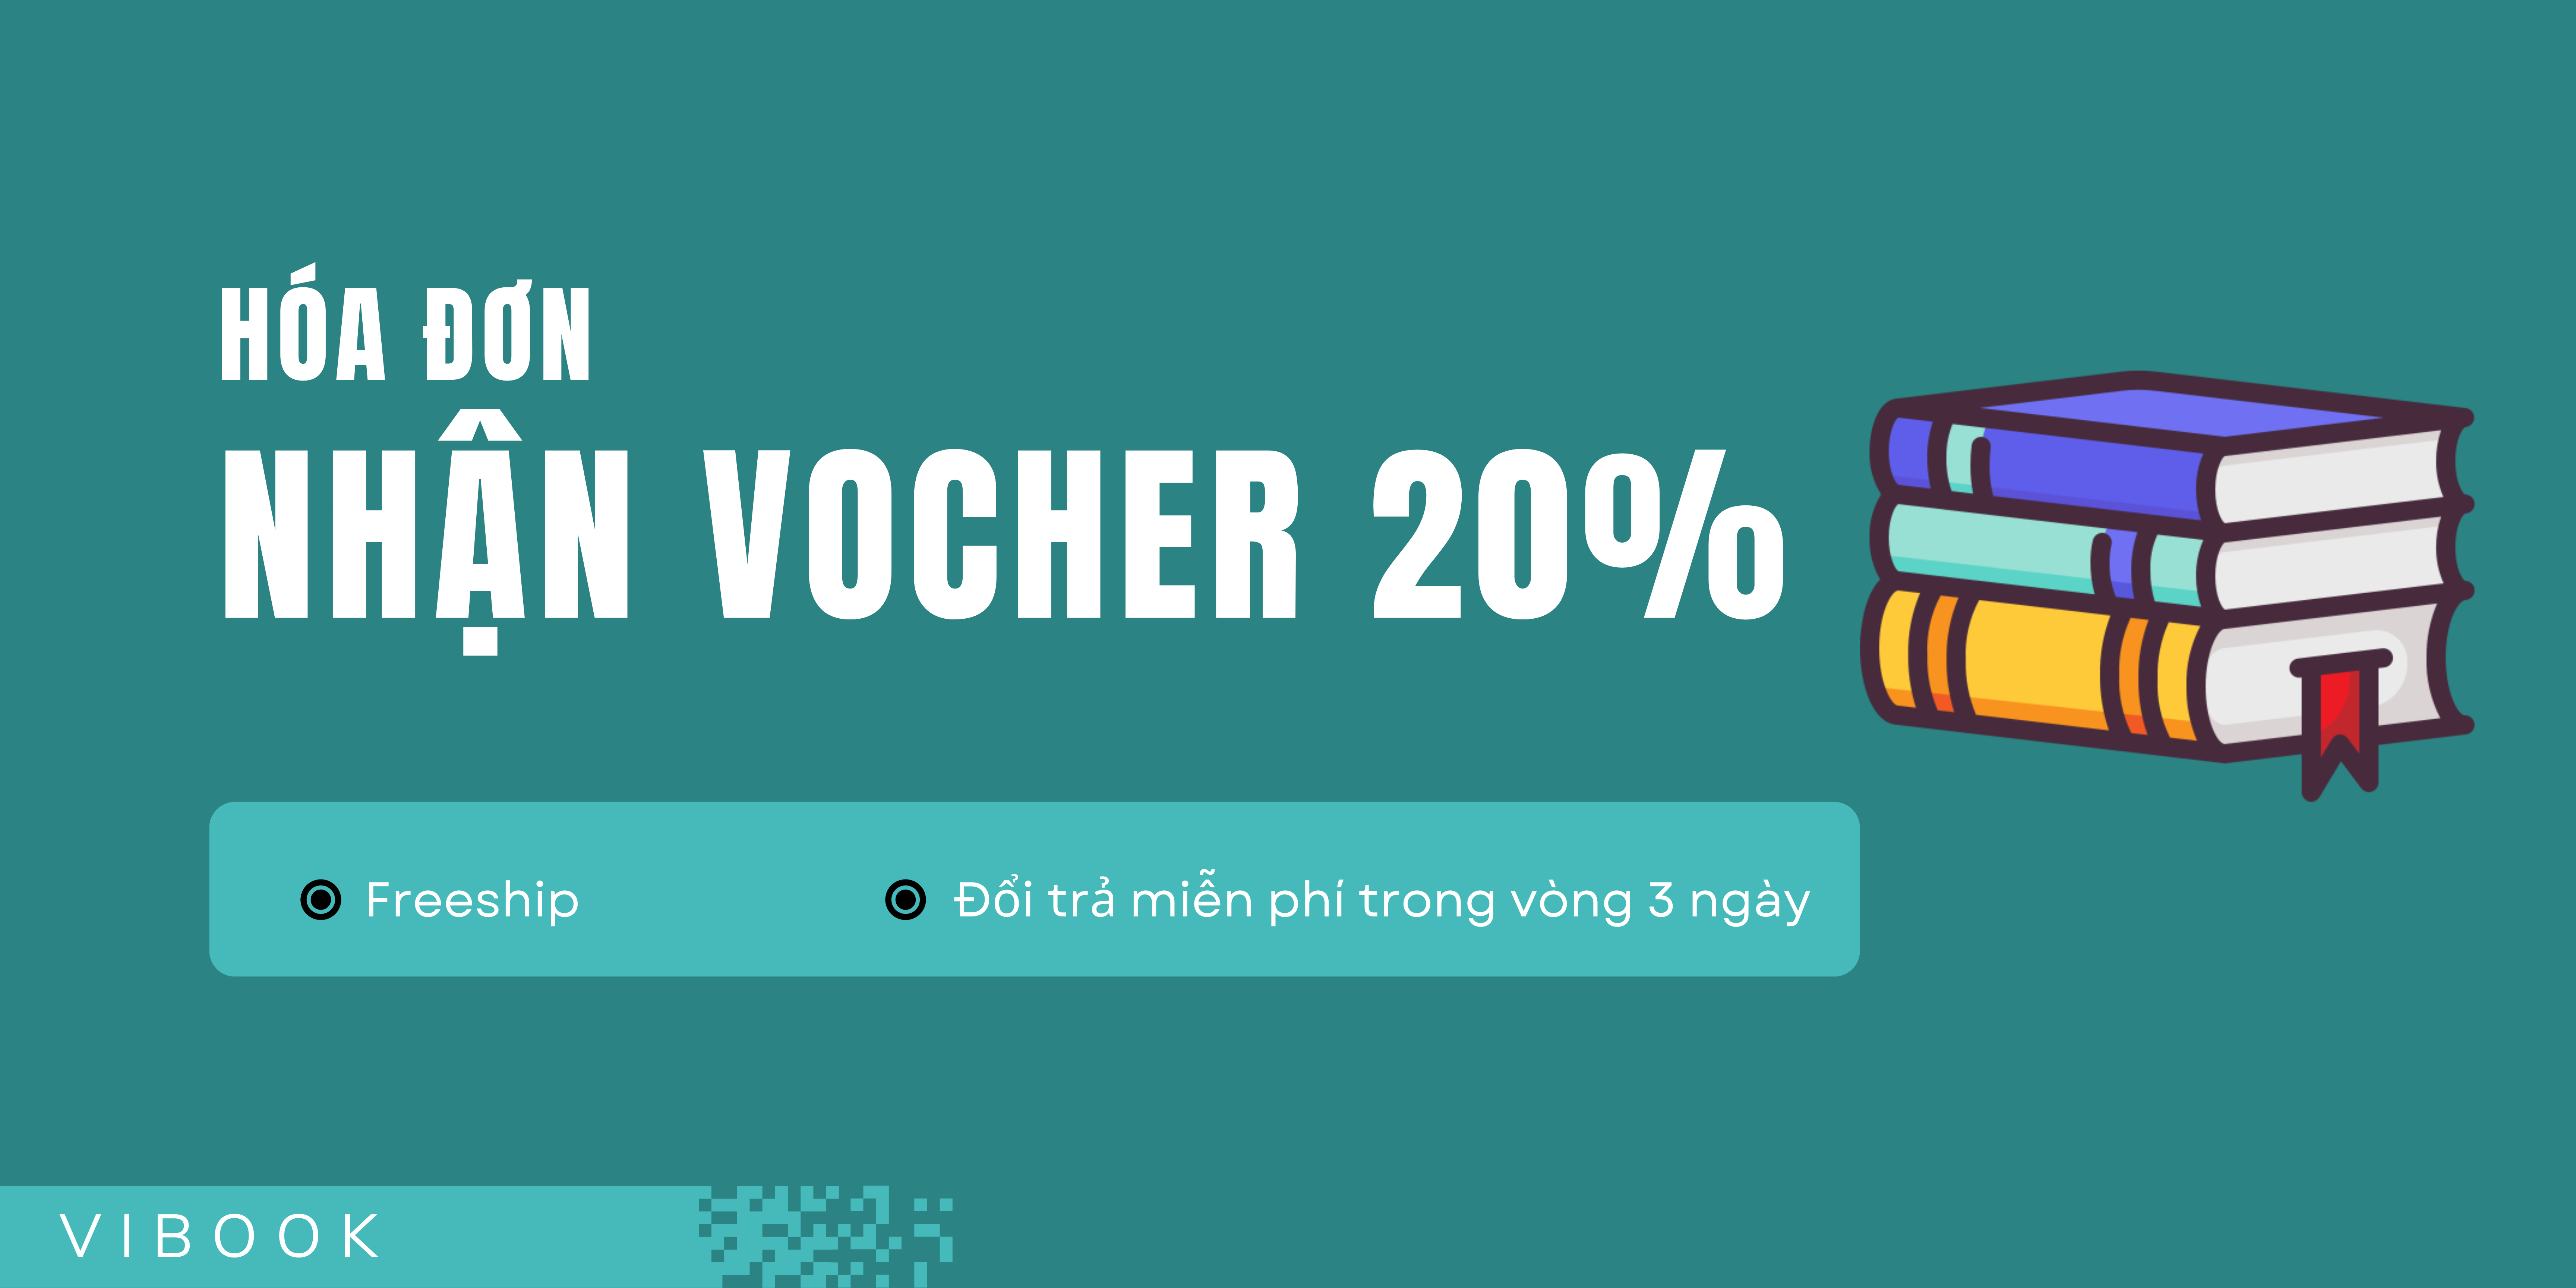 HÓA ĐƠN
NHẬN VOCHER 20%
Freeship
Đổi trả miễn phí trong vòng 3 ngày
VIBOOK